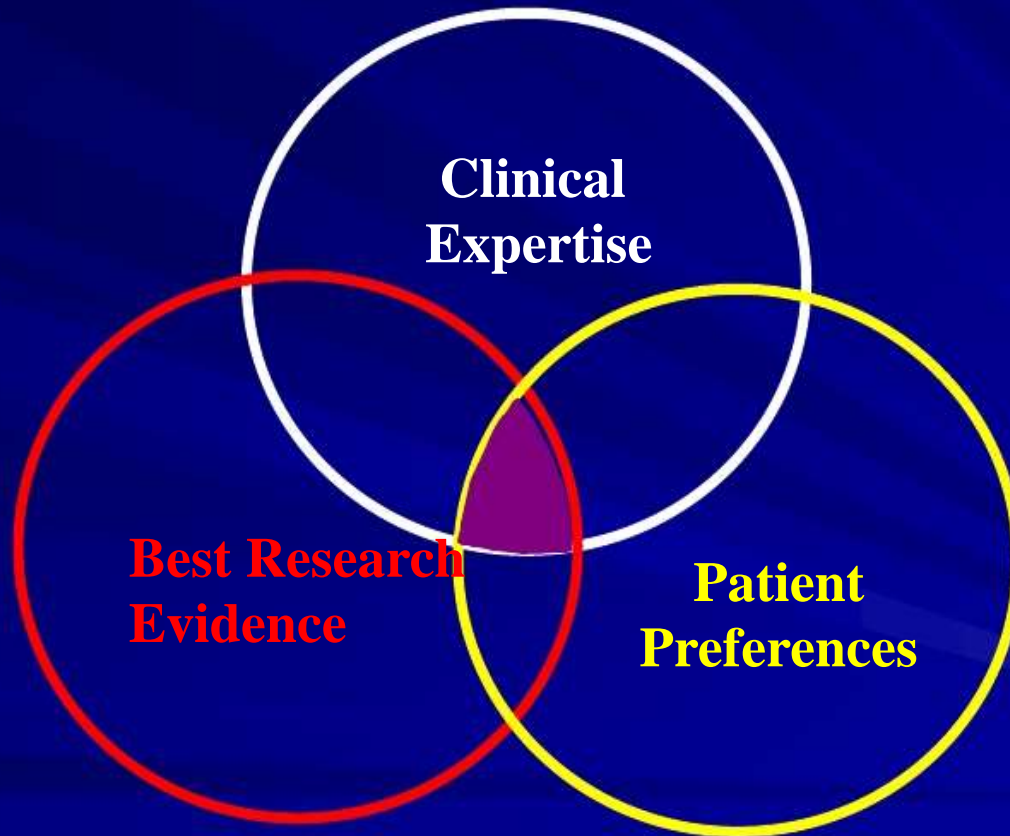 Clinical
Expertise
Best Research
Evidence
Patient
Preferences